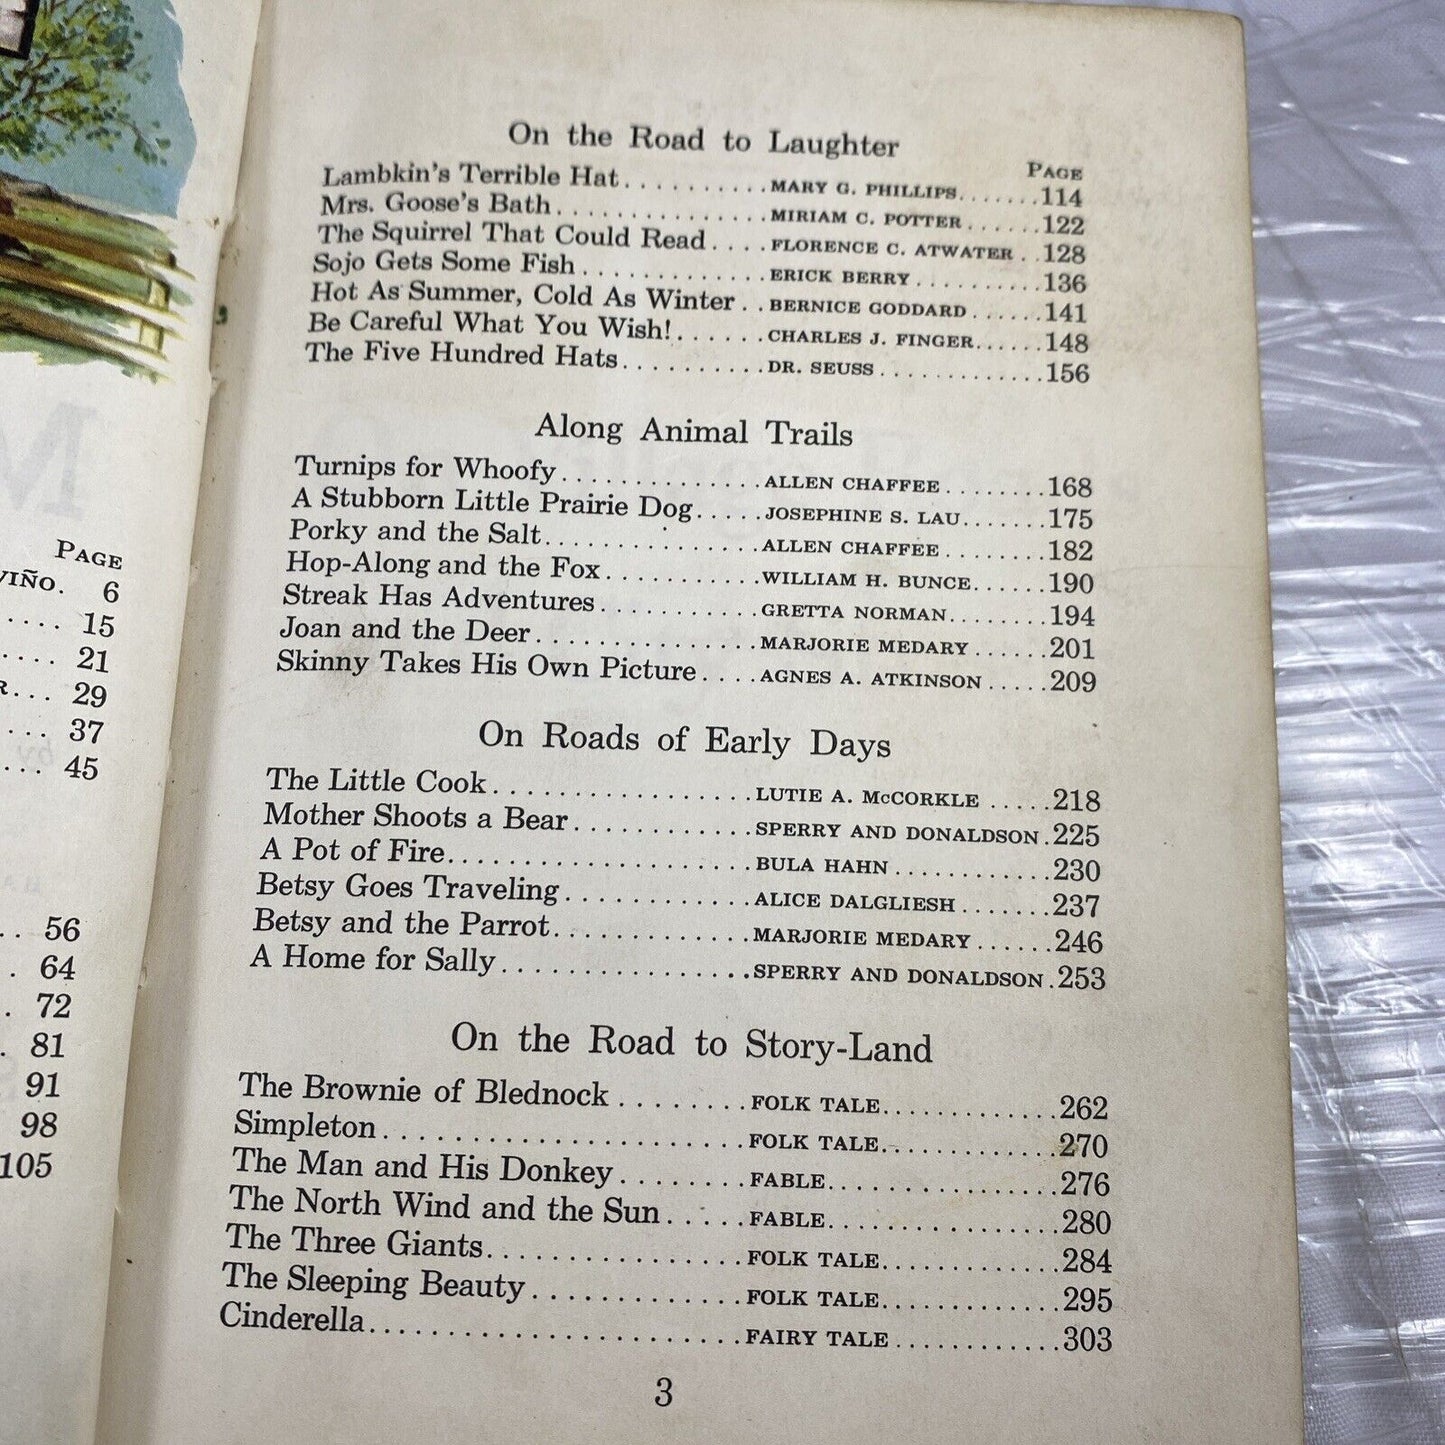 PAGE
VIÑO. 6
.... 15
.... 21
R... 29
... 37
... 45
.. 56
. 64
. 72
. 81
91
98
105
On the Road to Laughter
PAGE
Lambkin's Terrible Hat..........MARY G. PHILLIPS.......114
Mrs. Goose's Bath..............MIRIAM C. POTTER......122
The Squirrel That Could Read....FLORENCE C. ATWATER..128
Sojo Gets Some Fish............ERICK BERRY..........136
Hot As Summer, Cold As Winter..BERNICE GODDARD......141
Be Careful What You Wish!......CHARLES J. FINGER......148
The Five Hundred Hats..........DR. SEUSS.............156
Along Animal Trails
Turnips for Whoofy..............ALLEN CHAFFEE........168
A Stubborn Little Prairie Dog.....JOSEPHINE S. LAU......175
Porky and the Salt...............ALLEN CHAFFEE........182
Hop-Along and the Fox...........WILLIAM H. BUNCE.....190
Streak Has Adventures...........GRETTA NORMAN.......194
Joan and the Deer...............MARJORIE MEDARY......201
Skinny Takes His Own Picture....AGNES A. ATKINSON.....209
On Roads of Early Days
The Little Cook.................LUTIE A. McCORKLE.....218
Mother Shoots a Bear............SPERRY AND DONALDSON.225
A Pot of Fire....................BULA HAHN...........230
Betsy Goes Traveling.............ALICE DALGLIESH.......237
Betsy and the Parrot.............MARJORIE MEDARY......246
A Home for Sally................SPERRY AND DONALDSON.253
On the Road to Story-Land
The Brownie of Blednock........FOLK TALE.............262
Simpleton.......................FOLK TALE.............270
The Man and His Donkey........FABLE................276
The North Wind and the Sun.....FABLE................280
The Three Giants................FOLK TALE.............284
The Sleeping Beauty.............FOLK TALE.............295
Cinderella.......................FAIRY TALE............303
3